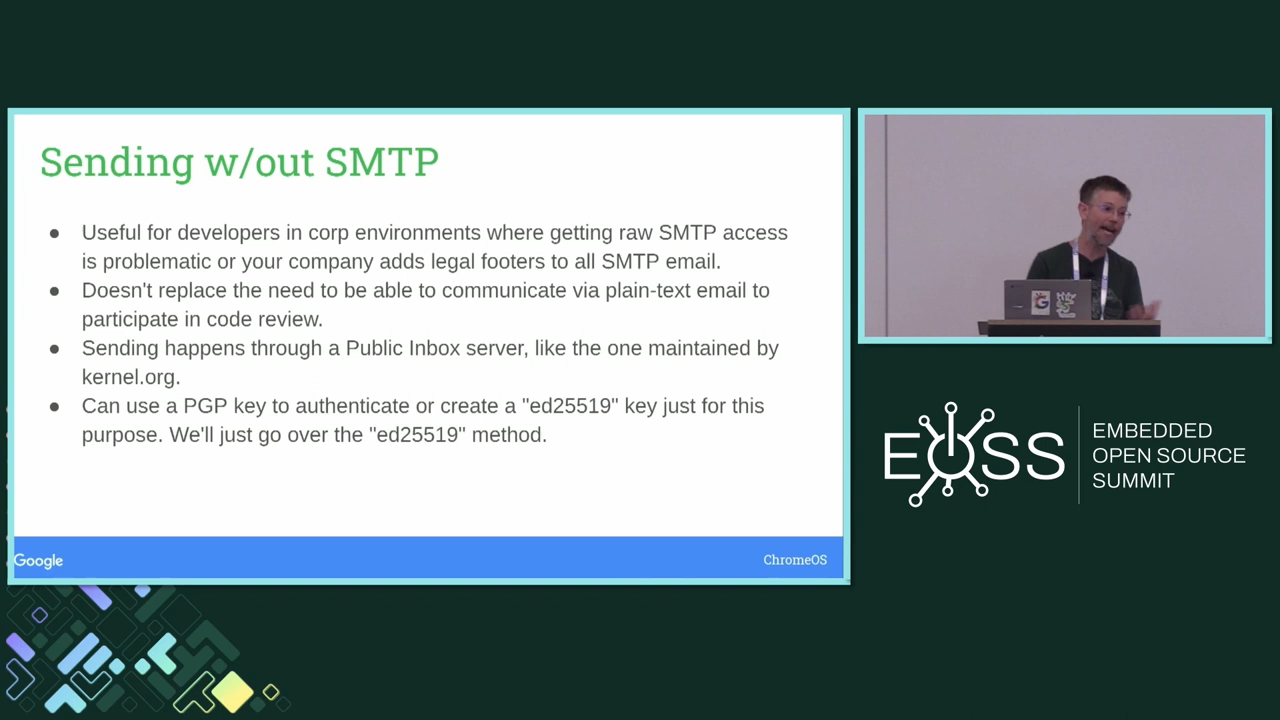 Sending w/out SMTP
● Useful for developers in corp environments where getting raw SMTP access
is problematic or your company adds legal footers to all SMTP email.
● Doesn't replace the need to be able to communicate via plain-text email to
participate in code review.
● Sending happens through a Public Inbox server, like the one maintained by
kernel.org.
● Can use a PGP key to authenticate or create a "ed25519" key just for this
purpose. We'll just go over the "ed25519" method.
Google
ChromeOS
EOSS
EMBEDDED
OPEN SOURCE
SUMMIT